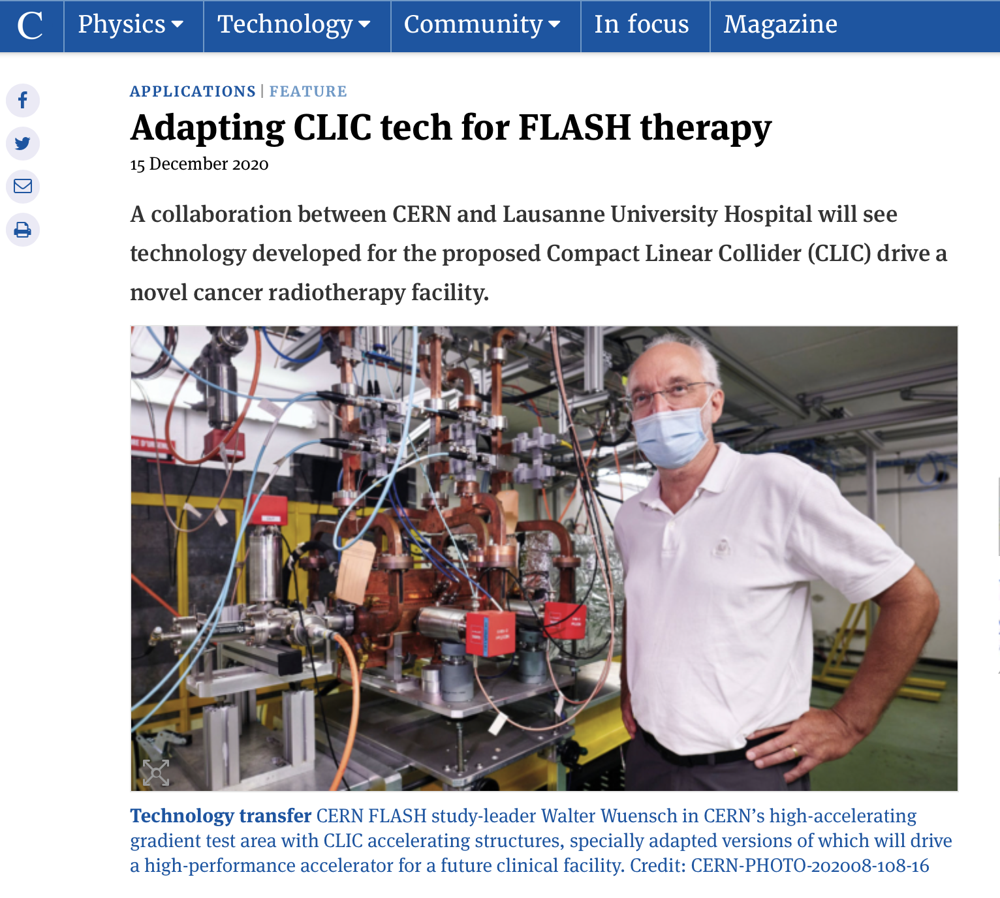 C Physics Technology Community In focus Magazine
APPLICATIONS | FEATURE
Adapting CLIC tech for FLASH therapy
15 December 2020
A collaboration between CERN and Lausanne University Hospital will see
technology developed for the proposed Compact Linear Collider (CLIC) drive a
novel cancer radiotherapy facility.
Technology transfer CERN FLASH study-leader Walter Wuensch in CERN’s high-accelerating
gradient test area with CLIC accelerating structures, specially adapted versions of which will drive
a high-performance accelerator for a future clinical facility. Credit: CERN-PHOTO-202008-108-16